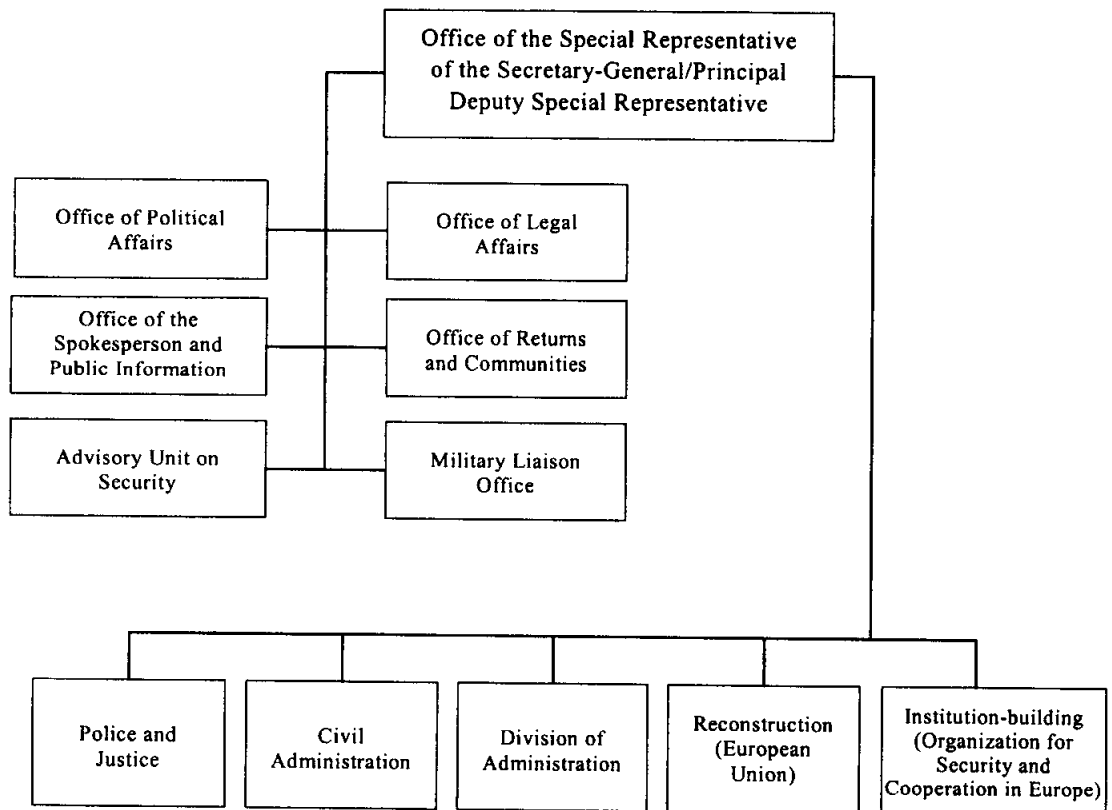 Office of the Special Representative
of the Secretary-General/Principal
Deputy Special Representative
Office of Political
Affairs
Office of Legal
Affairs
Office of the
Spokesperson and
Public Information
Office of Returns
and Communities
Advisory Unit on
Security
Military Liaison
Office
Police and
Justice
Civil
Administration
Division of
Administration
Reconstruction
(European
Union)
Institution-building
(Organization for
Security and
Cooperation in Europe)